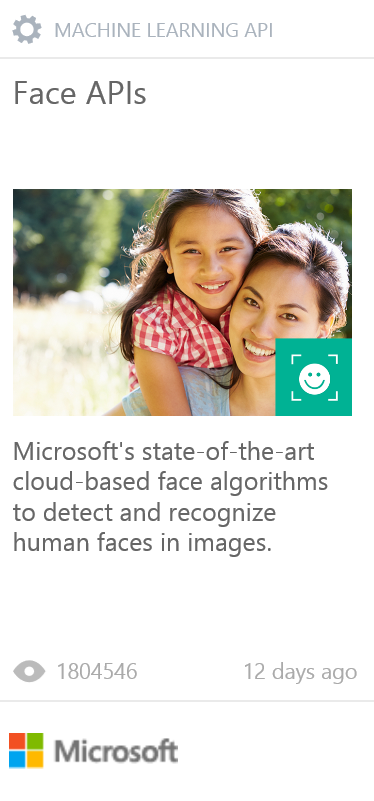 MACHINE LEARNING API
Face APIs
Microsoft's state-of-the-art
cloud-based face algorithms
to detect and recognize
human faces in images.
1804546 12 days ago
Microsoft